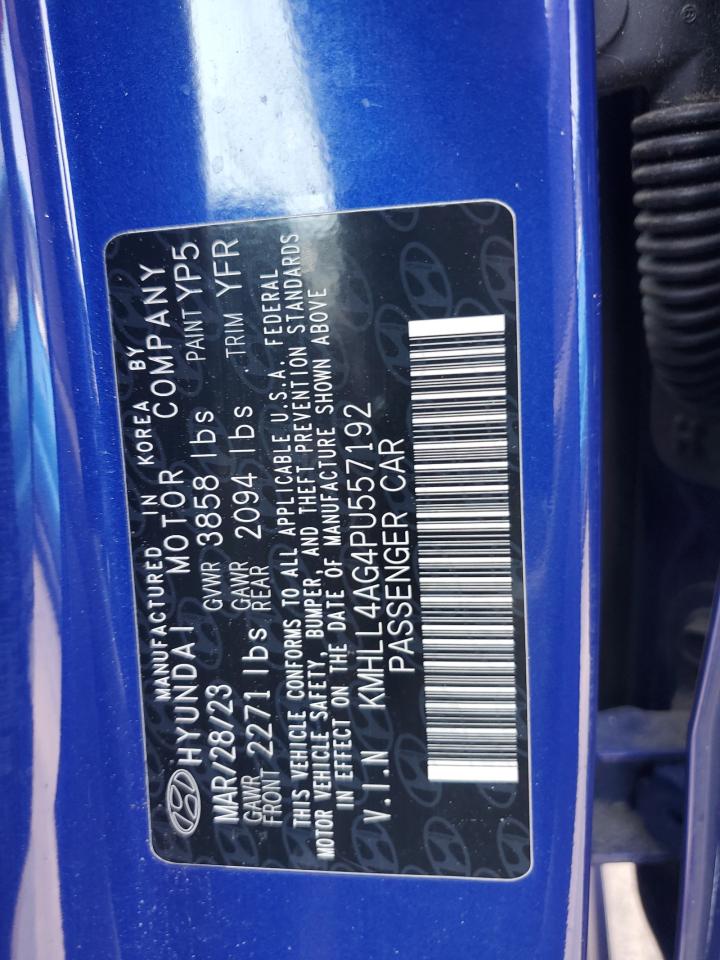 MANUFACTURED IN KOREA BY
HYUNDAI MOTOR COMPANY
MAR/28/23 GVWR 3858 lbs PAINT YP5
GAWR FRONT 2271 lbs GAWR REAR 2094 lbs TRIM YFR
THIS VEHICLE CONFORMS TO ALL APPLICABLE U.S.A. FEDERAL
MOTOR VEHICLE SAFETY, BUMPER, AND THEFT PREVENTION STANDARDS
IN EFFECT ON THE DATE OF MANUFACTURE SHOWN ABOVE
V.I.N KMHLL4AG4PU557192
PASSENGER CAR